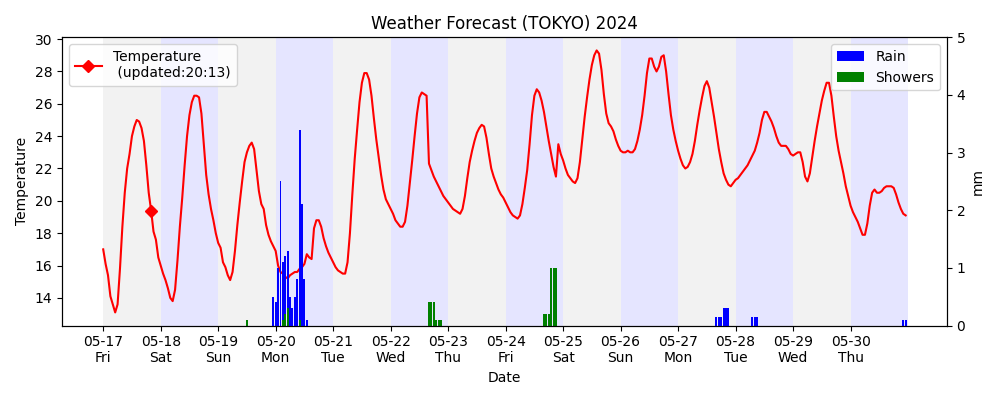 Weather Forecast (TOKYO) 2024
Temperature
(updated:20:13)
Rain
Showers
30
28
26
24
22
20
18
16
14
Temperature
5
4
3
2
1
0
mm
05-17 05-18 05-19 05-20 05-21 05-22 05-23 05-24 05-25 05-26 05-27 05-28 05-29 05-30
Fri Sat Sun Mon Tue Wed Thu Fri Sat Sun Mon Tue Wed Thu
Date